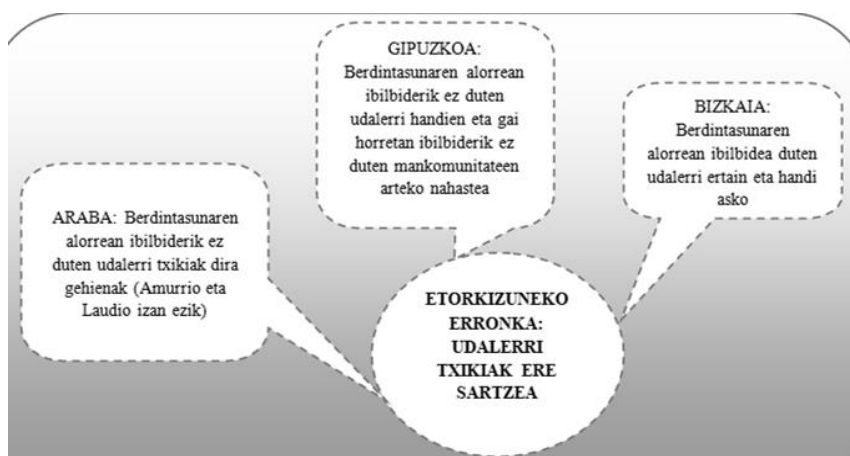 GIPUZKOA:
Berdintasunaren alorrean
ibilbiderik ez duten
udalerri handien eta gai
horretan ibilbiderik ez
duten mankomunitateen
arteko nahastea
BIZKAIA:
Berdintasunaren
alorrean ibilbidea duten
udalerri ertain eta handi
asko
ARABA: Berdintasunaren
alorrean ibilbiderik ez
duten udalerri txikiak dira
gehienak (Amurrio eta
Laudio izan ezik)
ETORKIZUNEKO
ERRONKA:
UDALERRI
TXIKIAK ERE
SARTZEA